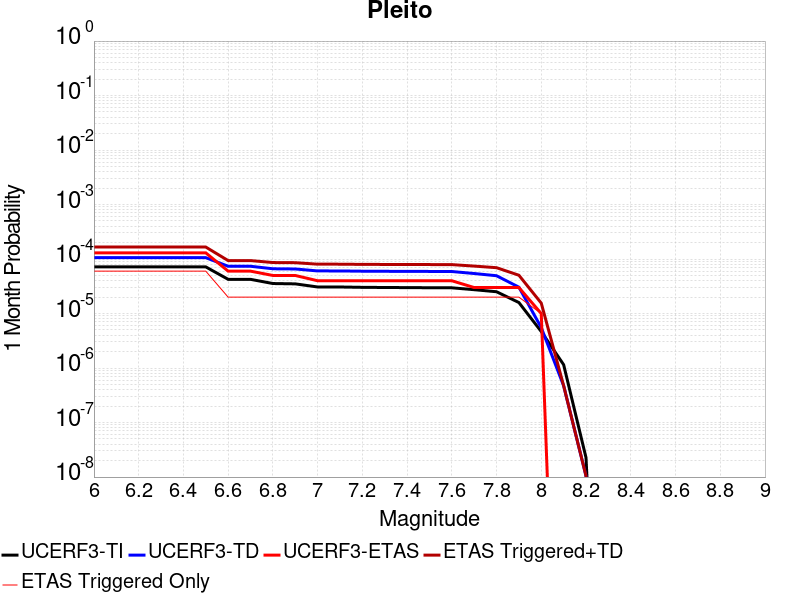 Pleito
1 Month Probability
10^0
10^-1
10^-2
10^-3
10^-4
10^-5
10^-6
10^-7
10^-8
6 6.2 6.4 6.6 6.8 7 7.2 7.4 7.6 7.8 8 8.2 8.4 8.6 8.8 9
Magnitude
UCERF3-TI UCERF3-TD UCERF3-ETAS ETAS Triggered+TD
ETAS Triggered Only